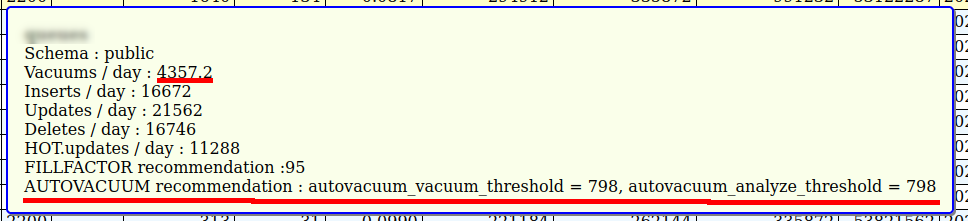 Schema : public
Vacuums / day : 4357.2
Inserts / day : 16672
Updates / day : 21562
Deletes / day : 16746
HOT.updates / day : 11288
FILLFACTOR recommendation :95
AUTOVACUUM recommendation : autovacuum_vacuum_threshold = 798, autovacuum_analyze_threshold = 798